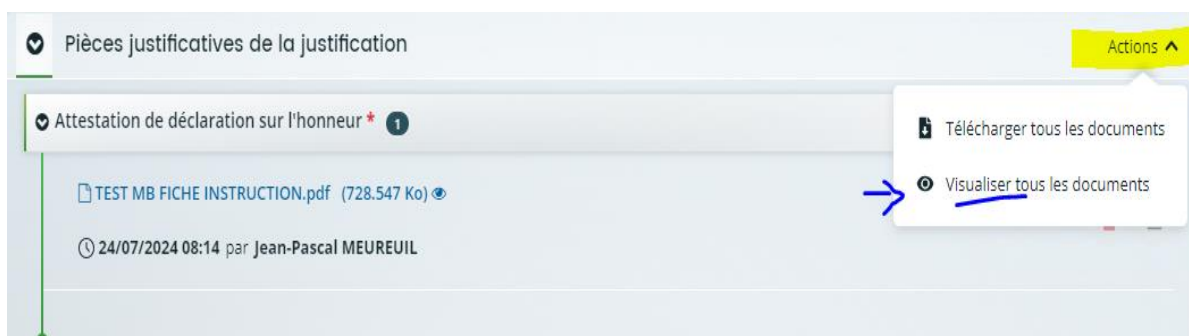 Pièces justificatives de la justification
Actions
Attestation de déclaration sur l'honneur * 1
Télécharger tous les documents
TEST MB FICHE INSTRUCTION.pdf (728.547 Ko)
Visualiser tous les documents
24/07/2024 08:14 par Jean-Pascal MEUREUIL